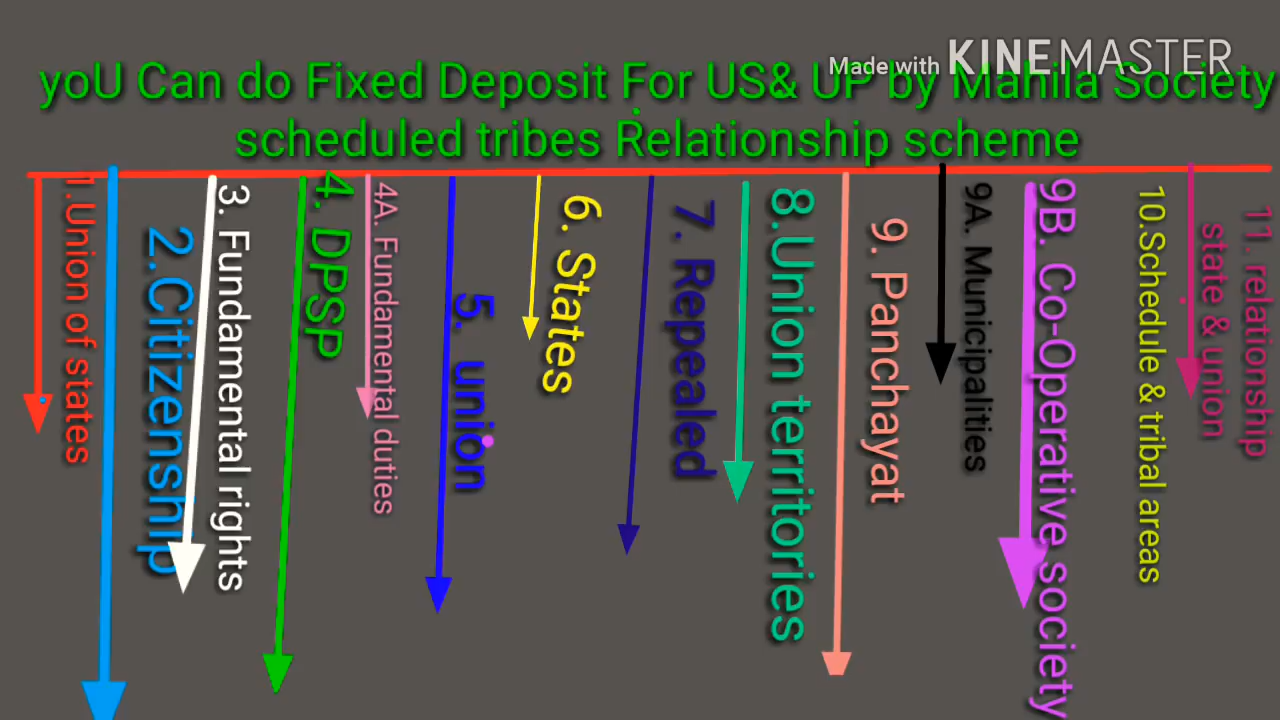 Made with KINEMASTER
yoU Can do Fixed Deposit For US& UP by Mahila Society
scheduled tribes Relationship scheme
1.Union of states
2.Citizenship
3. Fundamental rights
4. DPSP
4A. Fundamental duties
5. union
6. States
7. Repealed
8.Union territories
9. Panchayat
9A. Municipalities
9B. Co-Operative society
10.Schedule & tribal areas
11. relationship
state & union